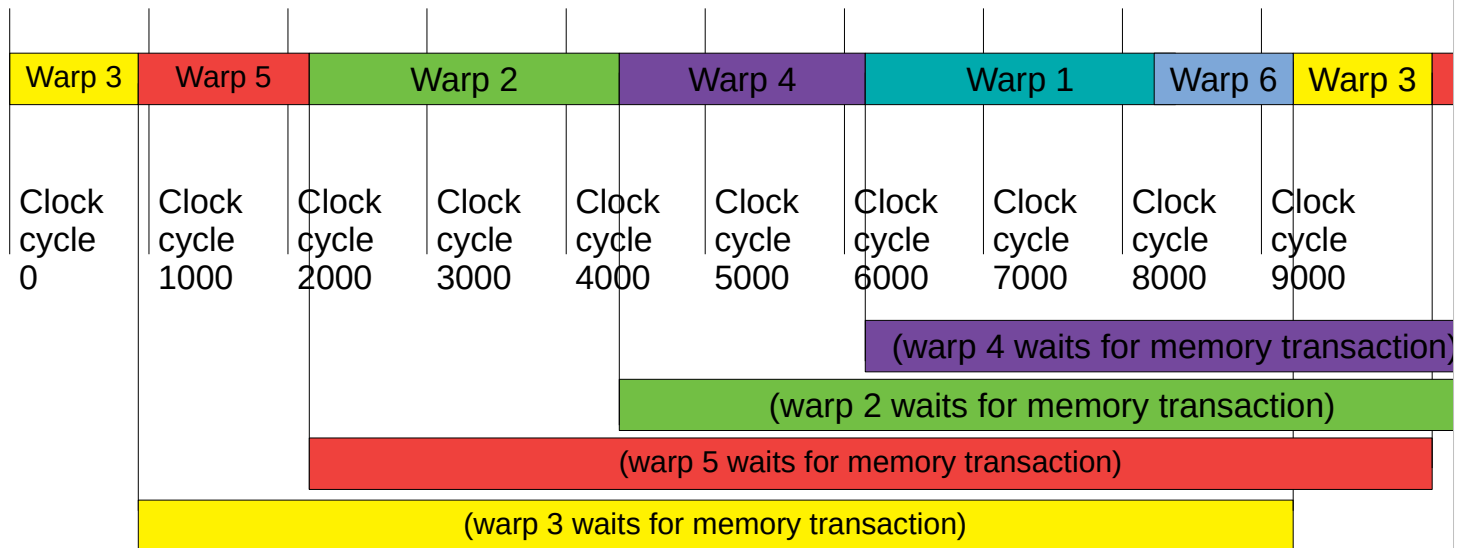 Warp 3
Warp 5
Warp 2
Warp 4
Warp 1
Warp 6
Warp 3
Clock
cycle
0
Clock
cycle
1000
Clock
cycle
2000
Clock
cycle
3000
Clock
cycle
4000
Clock
cycle
5000
Clock
cycle
6000
Clock
cycle
7000
Clock
cycle
8000
Clock
cycle
9000
(warp 4 waits for memory transaction)
(warp 2 waits for memory transaction)
(warp 5 waits for memory transaction)
(warp 3 waits for memory transaction)